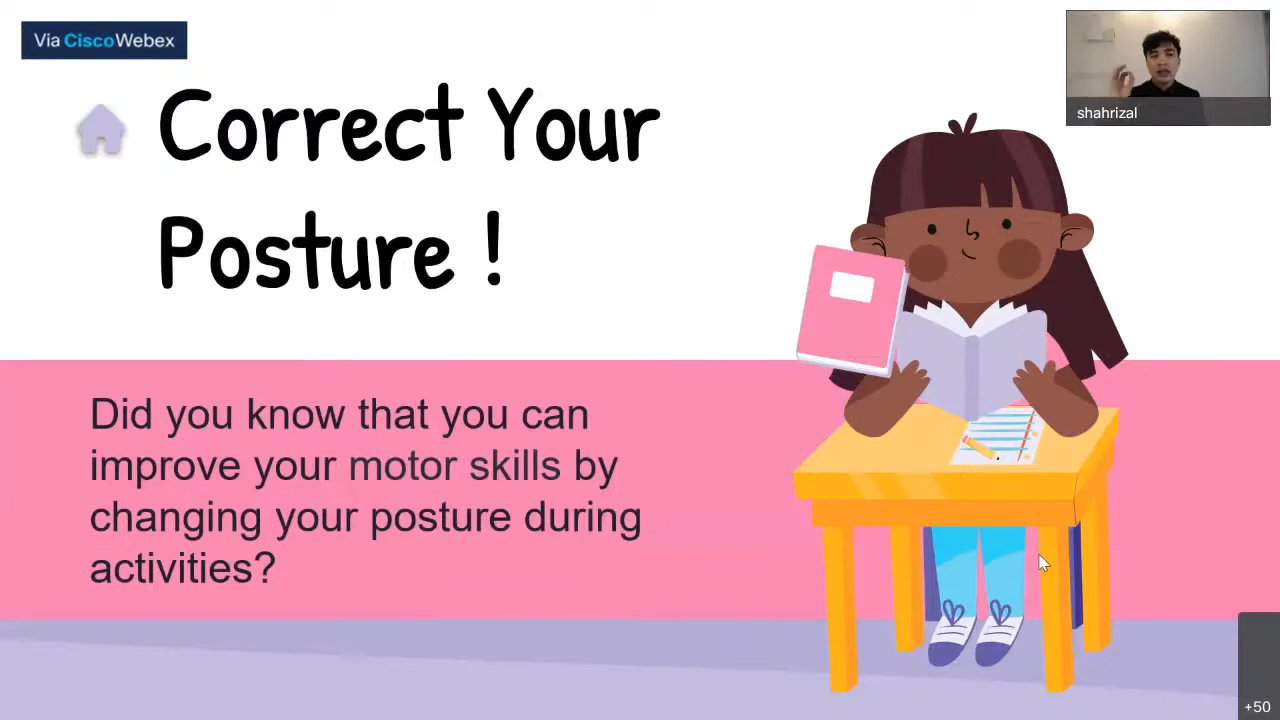 Via CiscoWebex
shahrizal
Correct Your
Posture !
Did you know that you can
improve your motor skills by
changing your posture during
activities?
+50